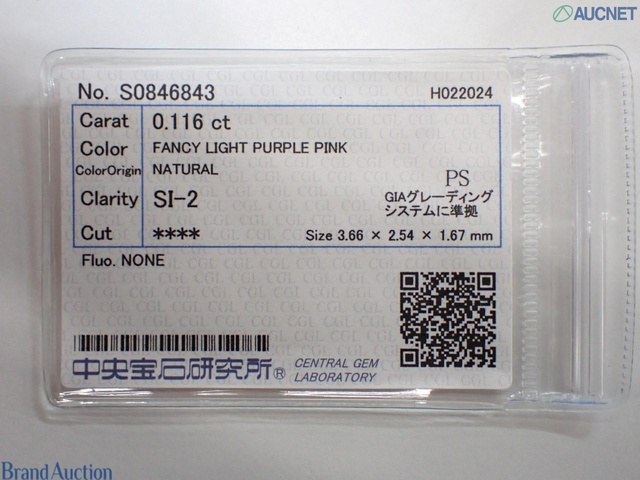 AUCNET
No. S0846843
H022024
Carat 0.116 ct
Color FANCY LIGHT PURPLE PINK
ColorOrigin NATURAL
PS
Clarity SI-2
GIAグレーディング
システムに準拠
Cut ****
Size 3.66 × 2.54 × 1.67 mm
Fluo. NONE
中央宝石研究所®
CENTRAL GEM
LABORATORY
Brand Auction